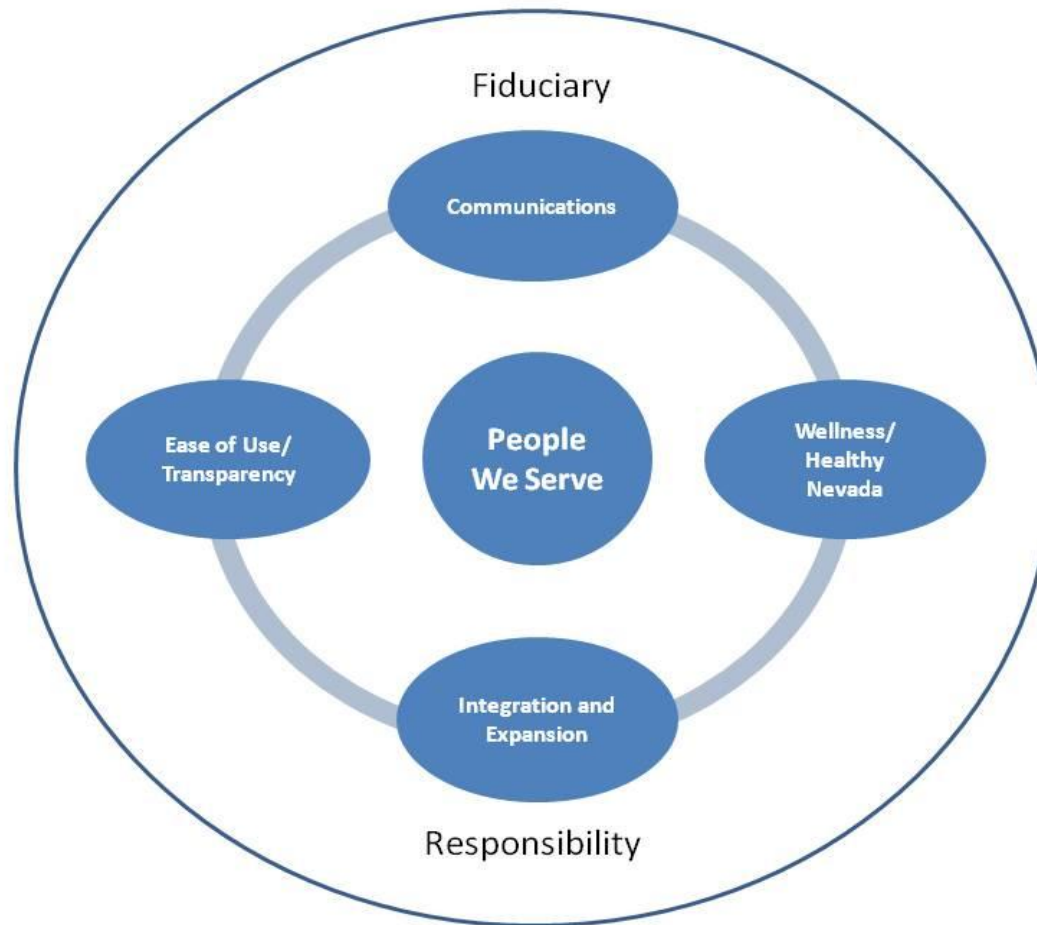 Fiduciary
Communications
Ease of Use/
Transparency
People
We Serve
Wellness/
Healthy
Nevada
Integration and
Expansion
Responsibility